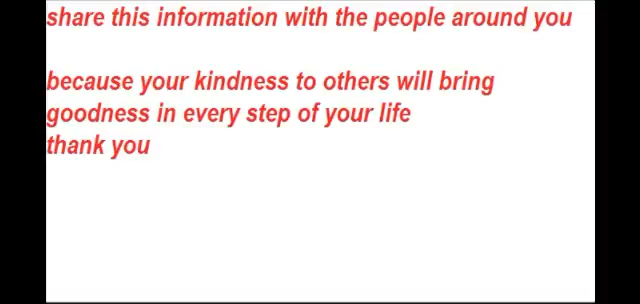 share this information with the people around you
because your kindness to others will bring
goodness in every step of your life
thank you